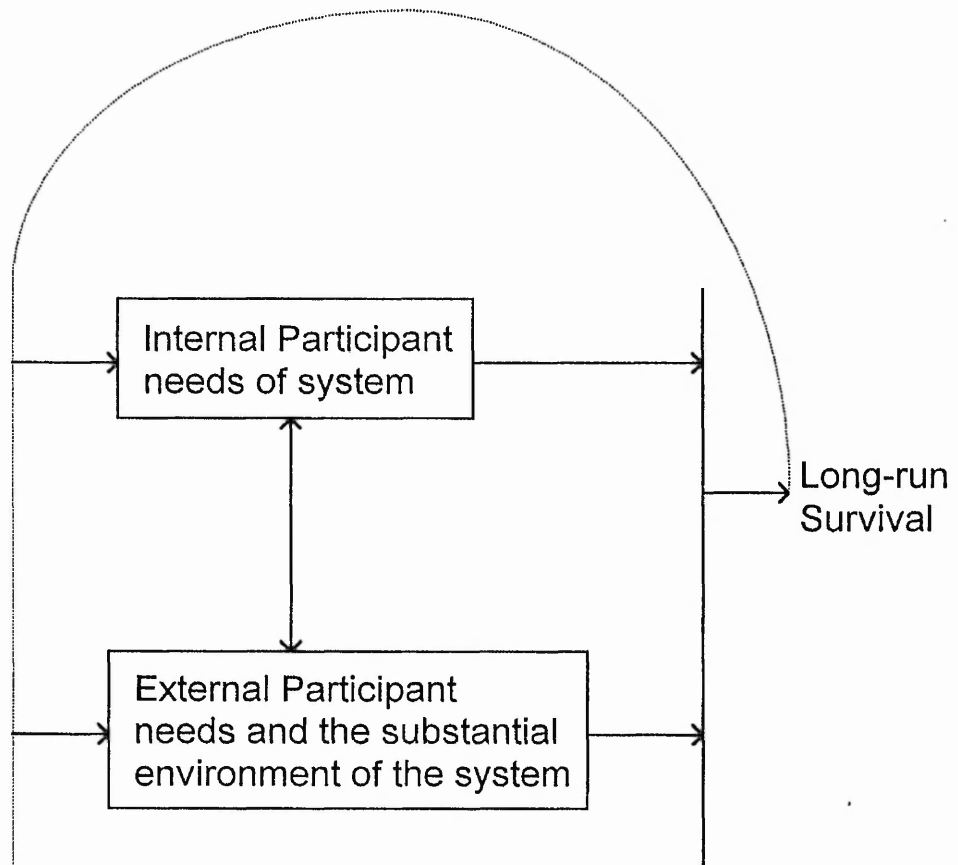 Internal Participant
needs of system
Long-run
Survival
External Participant
needs and the substantial
environment of the system